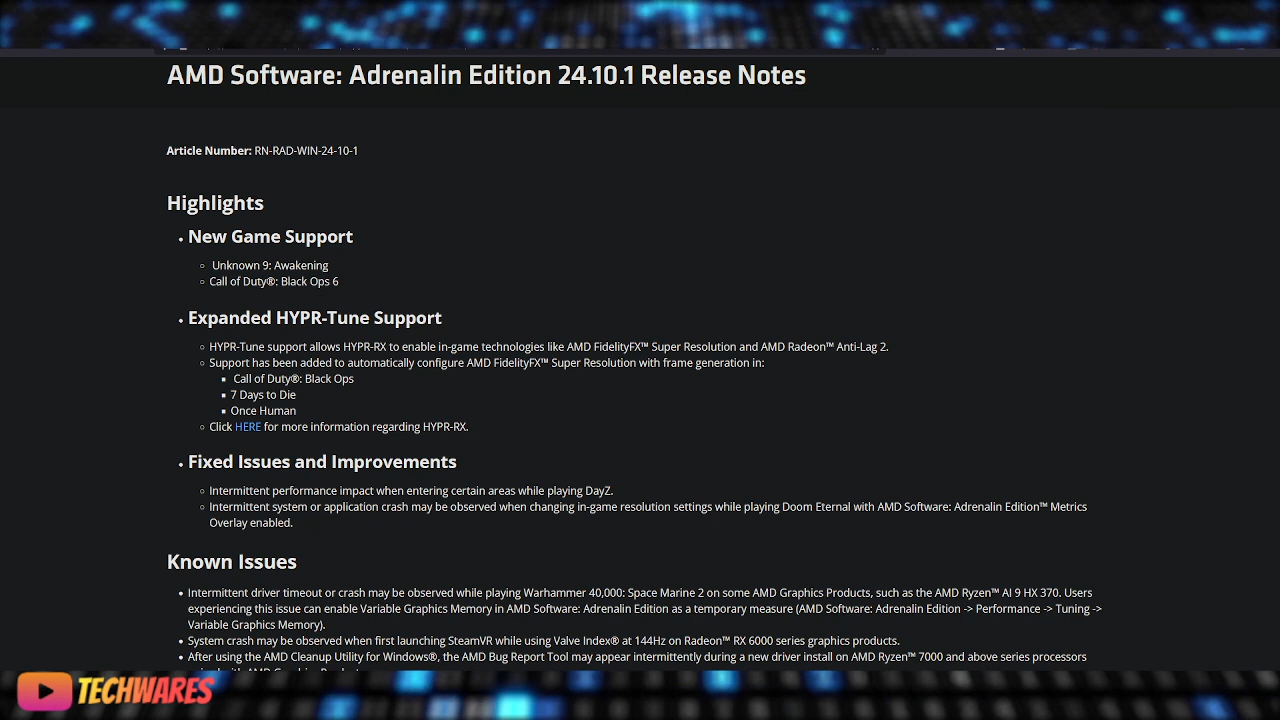 AMD Software: Adrenalin Edition 24.10.1 Release Notes
Article Number: RN-RAD-WIN-24-10-1
Highlights
New Game Support
Unknown 9: Awakening
Call of Duty®: Black Ops 6
Expanded HYPR-Tune Support
HYPR-Tune support allows HYPR-RX to enable in-game technologies like AMD FidelityFX™ Super Resolution and AMD Radeon™ Anti-Lag 2.
Support has been added to automatically configure AMD FidelityFX™ Super Resolution with frame generation in:
Call of Duty®: Black Ops
7 Days to Die
Once Human
Click HERE for more information regarding HYPR-RX.
Fixed Issues and Improvements
Intermittent performance impact when entering certain areas while playing DayZ.
Intermittent system or application crash may be observed when changing in-game resolution settings while playing Doom Eternal with AMD Software: Adrenalin Edition™ Metrics
Overlay enabled.
Known Issues
Intermittent driver timeout or crash may be observed while playing Warhammer 40,000: Space Marine 2 on some AMD Graphics Products, such as the AMD Ryzen™ AI 9 HX 370. Users
experiencing this issue can enable Variable Graphics Memory in AMD Software: Adrenalin Edition as a temporary measure (AMD Software: Adrenalin Edition -> Performance -> Tuning ->
Variable Graphics Memory).
System crash may be observed when first launching SteamVR while using Valve Index® at 144Hz on Radeon™ RX 6000 series graphics products.
After using the AMD Cleanup Utility for Windows®, the AMD Bug Report Tool may appear intermittently during a new driver install on AMD Ryzen™ 7000 and above series processors
TECHWARES